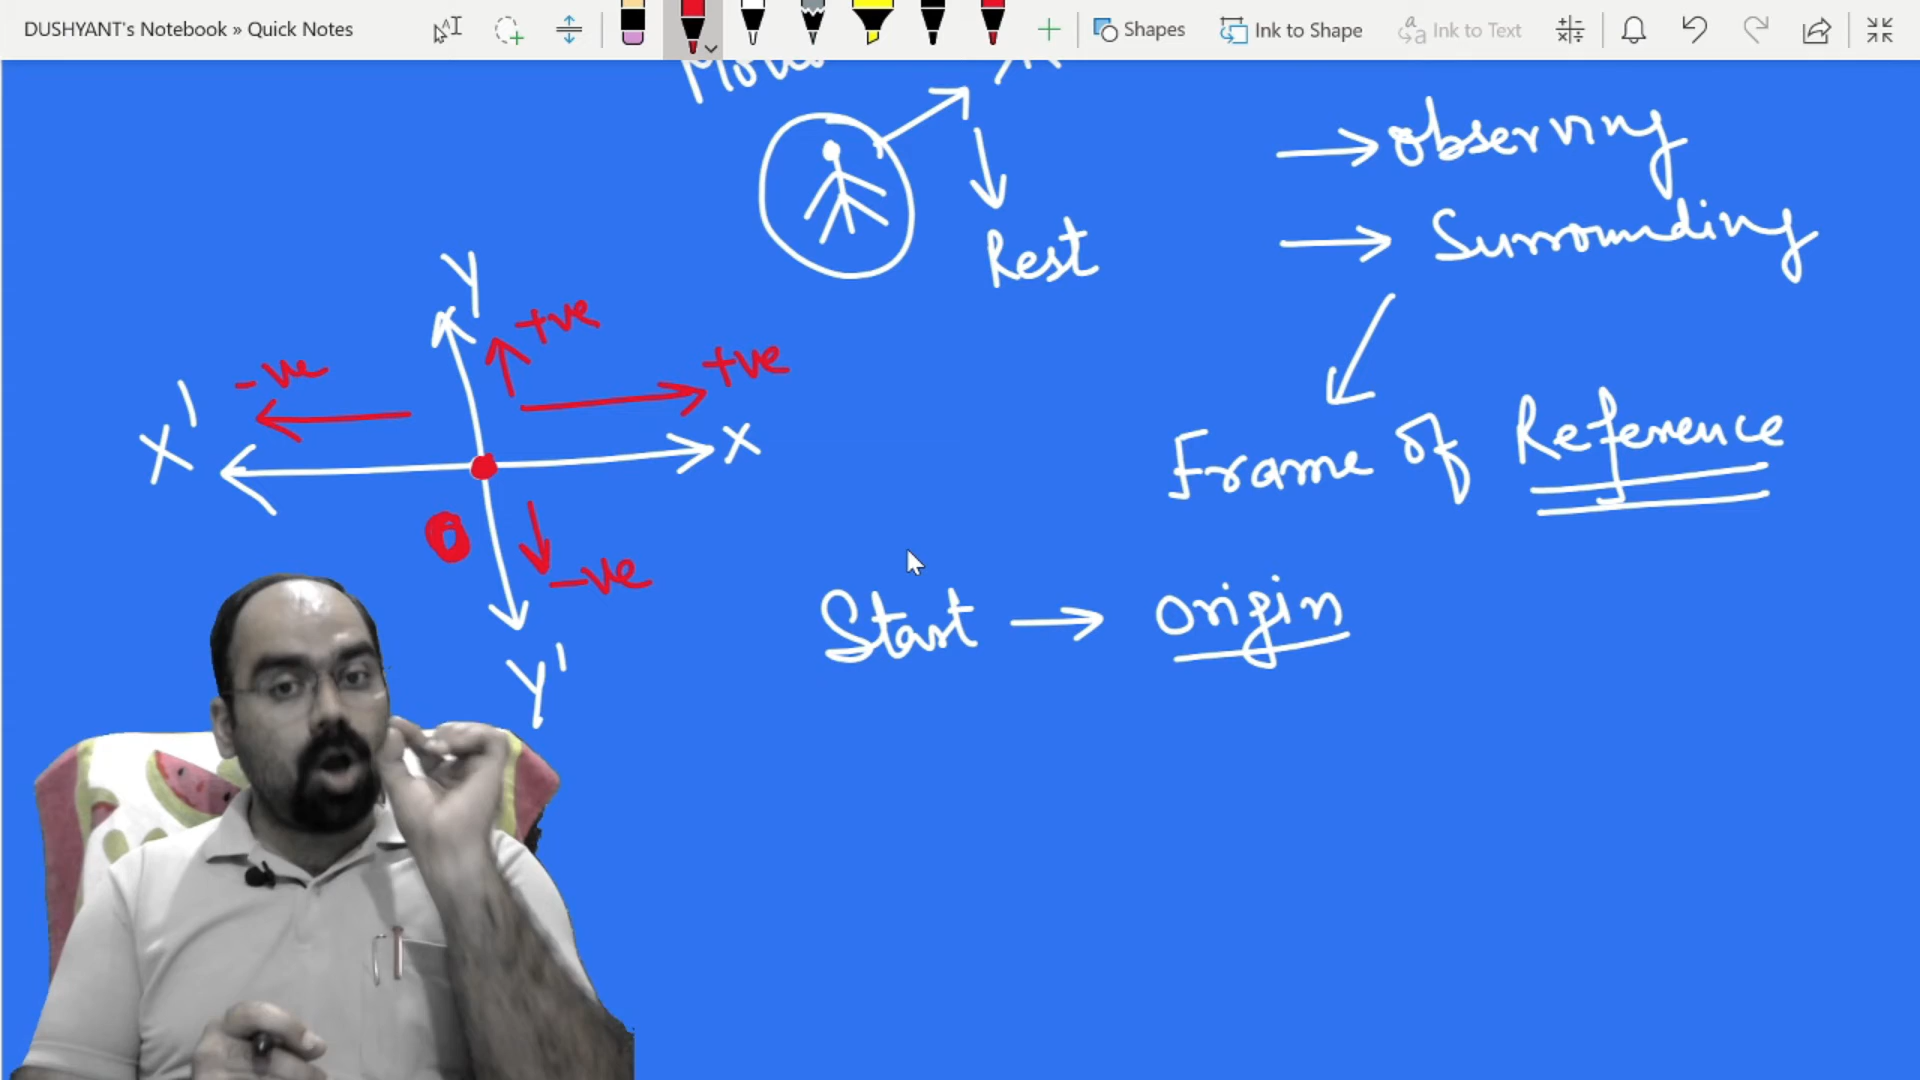 DUSHYANT's Notebook » Quick Notes
Shapes
Ink to Shape
Ink to Text
Observing
Surrounding
Rest
Y
+ve
+ve
-ve
X'
X
Frame of Reference
O
-ve
Start → Origin
Y'